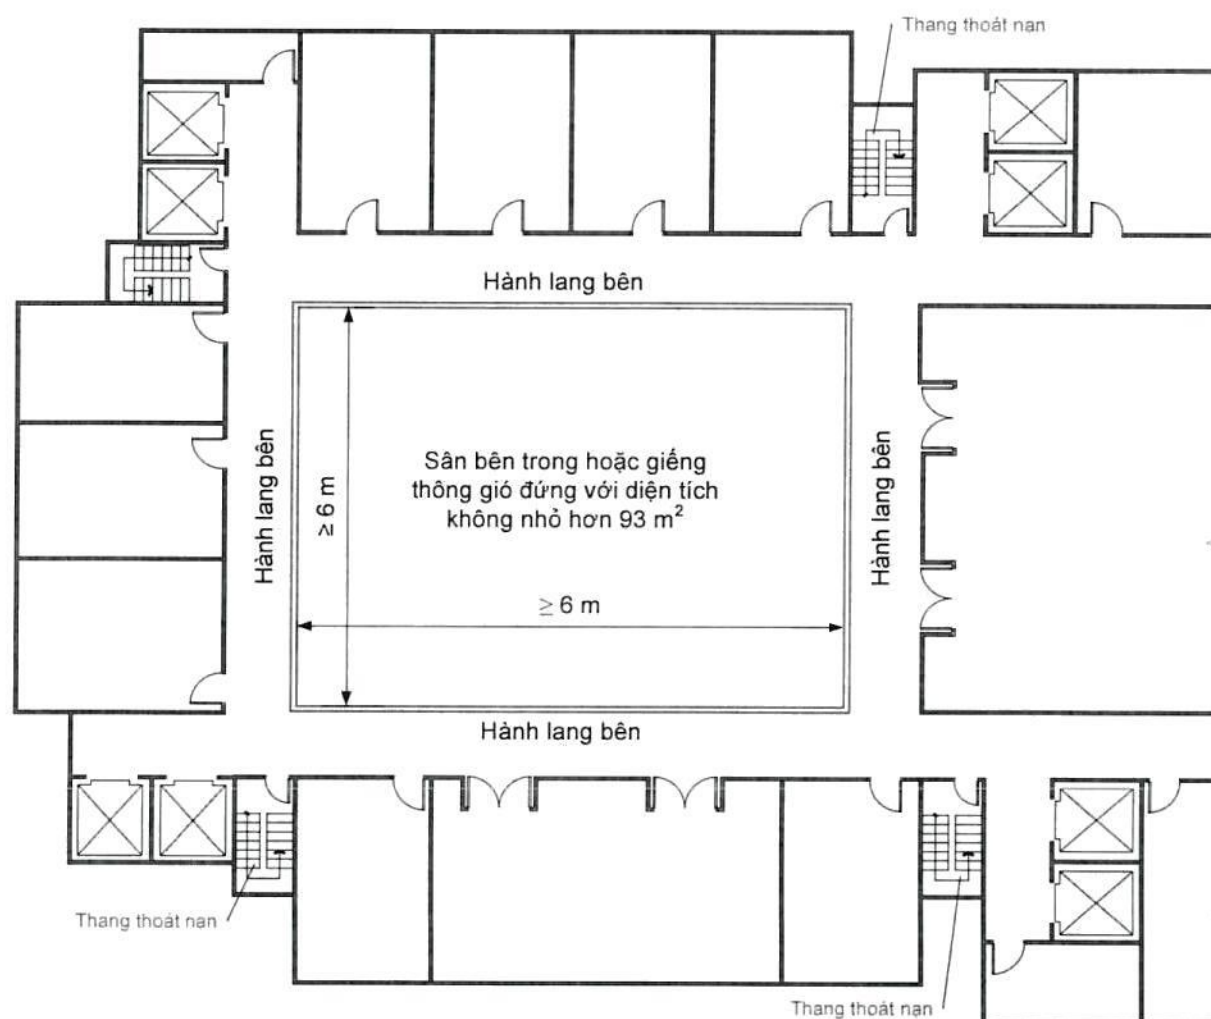 Thang thoát nạn
Hành lang bên
Hành lang bên
≥ 6 m
Sân bên trong hoặc giếng
thông gió đứng với diện tích
không nhỏ hơn 93 m²
Hành lang bên
≥ 6 m
Hành lang bên
Thang thoát nạn
Thang thoát nạn